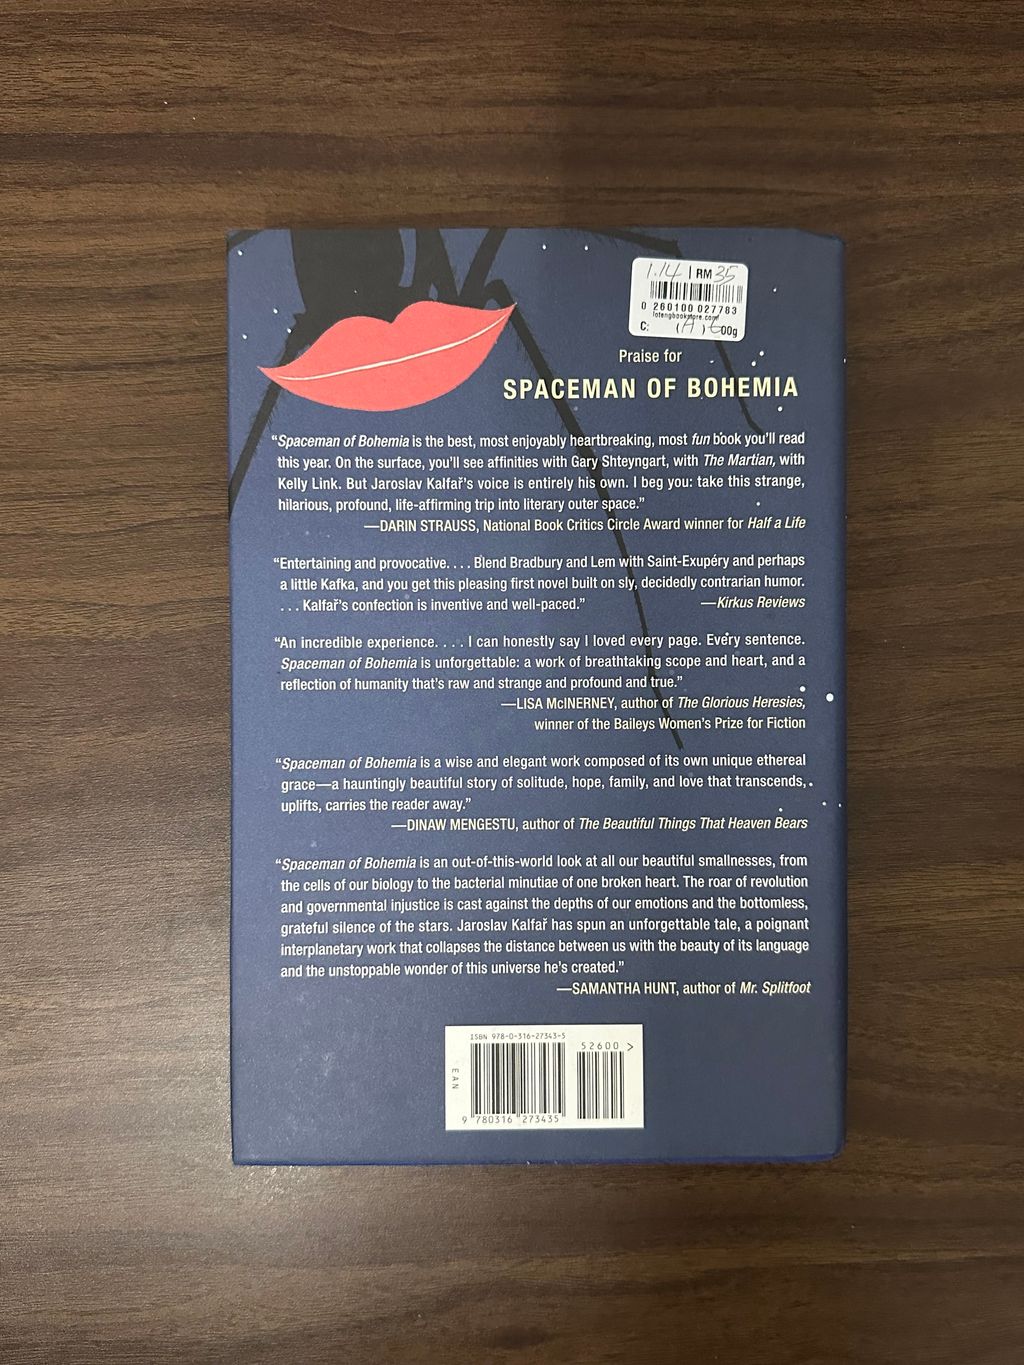 1.14 | RM 35
0 260100 027783
lotengbookstore.com
C: (A) 600g
Praise for
SPACEMAN OF BOHEMIA
“Spaceman of Bohemia is the best, most enjoyably heartbreaking, most fun book you’ll read
this year. On the surface, you’ll see affinities with Gary Shteyngart, with The Martian, with
Kelly Link. But Jaroslav Kalfař’s voice is entirely his own. I beg you: take this strange,
hilarious, profound, life-affirming trip into literary outer space.”
—DARIN STRAUSS, National Book Critics Circle Award winner for Half a Life
“Entertaining and provocative. . . . Blend Bradbury and Lem with Saint-Exupéry and perhaps
a little Kafka, and you get this pleasing first novel built on sly, decidedly contrarian humor.
. . . Kalfař’s confection is inventive and well-paced.” —Kirkus Reviews
“An incredible experience. . . . I can honestly say I loved every page. Every sentence.
Spaceman of Bohemia is unforgettable: a work of breathtaking scope and heart, and a
reflection of humanity that’s raw and strange and profound and true.”
—LISA McINERNEY, author of The Glorious Heresies,
winner of the Baileys Women’s Prize for Fiction
“Spaceman of Bohemia is a wise and elegant work composed of its own unique ethereal
grace—a hauntingly beautiful story of solitude, hope, family, and love that transcends,
uplifts, carries the reader away.”
—DINAW MENGESTU, author of The Beautiful Things That Heaven Bears
“Spaceman of Bohemia is an out-of-this-world look at all our beautiful smallnesses, from
the cells of our biology to the bacterial minutiae of one broken heart. The roar of revolution
and governmental injustice is cast against the depths of our emotions and the bottomless,
grateful silence of the stars. Jaroslav Kalfař has spun an unforgettable tale, a poignant
interplanetary work that collapses the distance between us with the beauty of its language
and the unstoppable wonder of this universe he’s created.”
—SAMANTHA HUNT, author of Mr. Splitfoot
ISBN 978-0-316-27343-5
52600 >
EAN
9 780316 273435